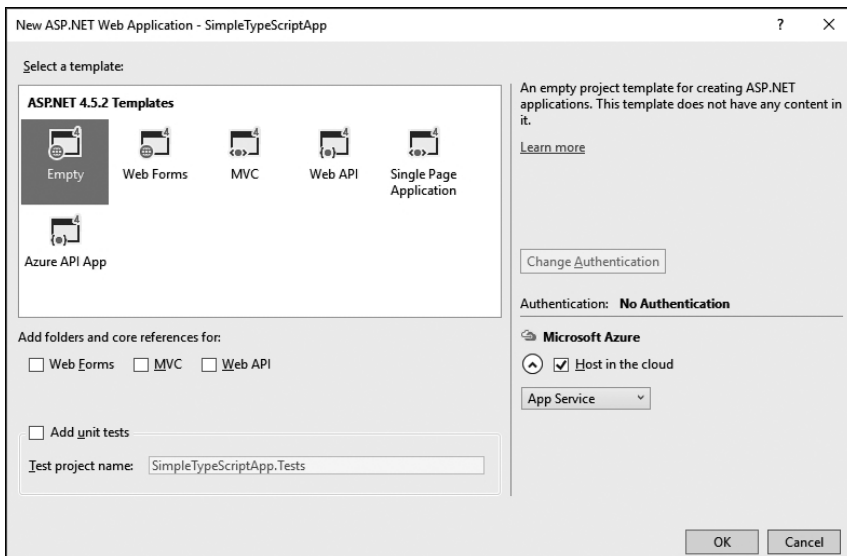 New ASP.NET Web Application - SimpleTypeScriptApp
Select a template:
ASP.NET 4.5.2 Templates
Empty
Web Forms
MVC
Web API
Single Page
Application
Azure API App
An empty project template for creating ASP.NET
applications. This template does not have any content in
it.
Learn more
Change Authentication
Authentication: No Authentication
Microsoft Azure
Host in the cloud
App Service
Add folders and core references for:
Web Forms MVC Web API
Add unit tests
Test project name: SimpleTypeScriptApp.Tests
OK Cancel